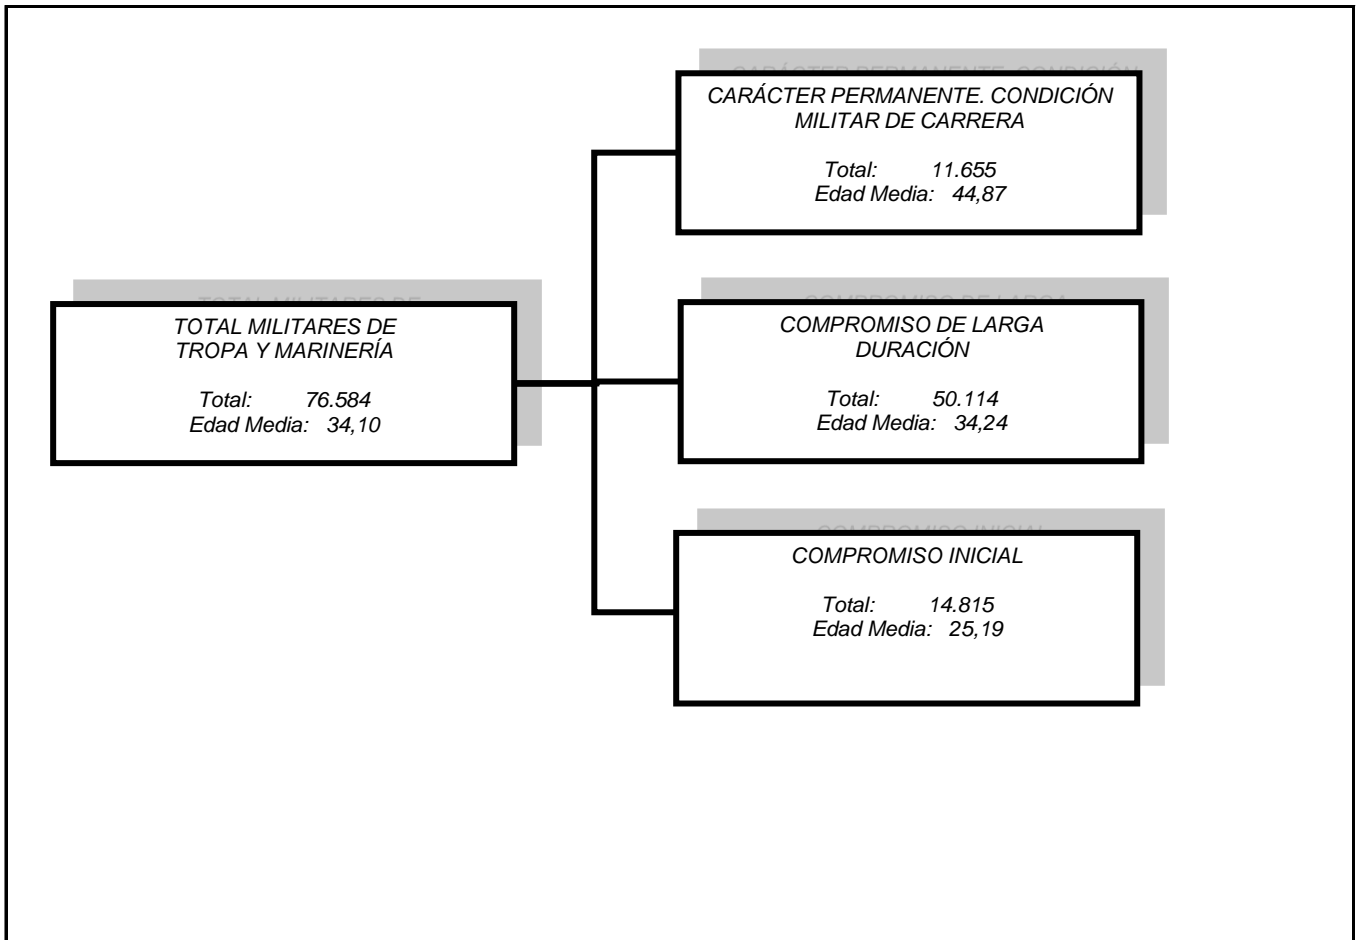 CARÁCTER PERMANENTE. CONDICIÓN
MILITAR DE CARRERA
Total: 11.655
Edad Media: 44,87
TOTAL MILITARES DE
TROPA Y MARINERÍA
Total: 76.584
Edad Media: 34,10
COMPROMISO DE LARGA
DURACIÓN
Total: 50.114
Edad Media: 34,24
COMPROMISO INICIAL
Total: 14.815
Edad Media: 25,19